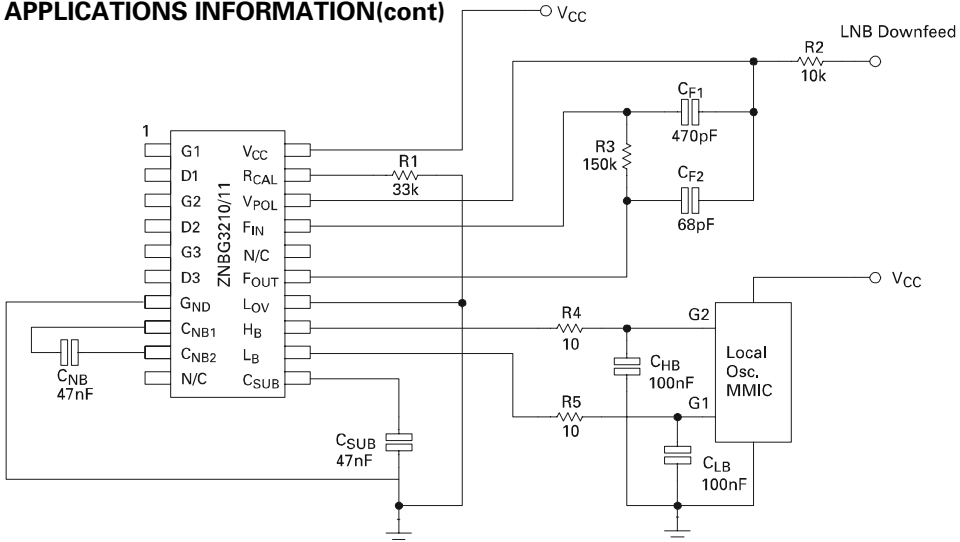 APPLICATIONS INFORMATION(cont)
VCC
LNB Downfeed
R2
10k
CF1
470pF
R3
150k
CF2
68pF
1
G1
D1
G2
D2
G3
D3
GND
CNB1
CNB2
N/C
ZNBG3210/11
VCC
RCAL
VPOL
FIN
N/C
FOUT
LOV
HB
LB
CSUB
R1
33k
CNB
47nF
CSUB
47nF
R4
10
R5
10
CHB
100nF
CLB
100nF
VCC
G2
G1
Local
Osc.
MMIC